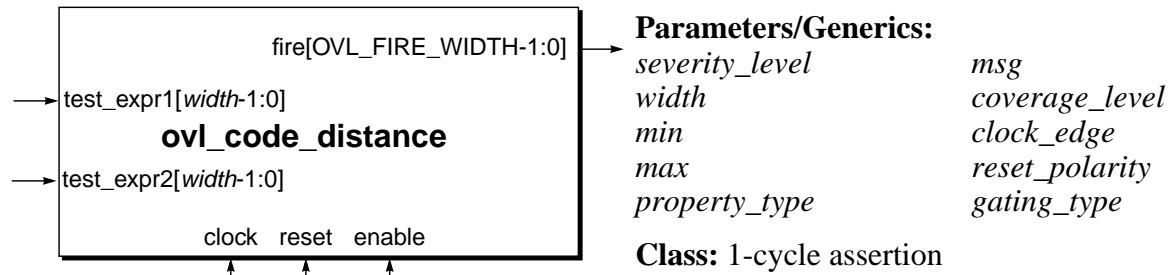 fire[OVL_FIRE_WIDTH-1:0]
test_expr1[width-1:0]
ovl_code_distance
test_expr2[width-1:0]
clock reset enable
Parameters/Generics:
severity_level msg
width coverage_level
min clock_edge
max reset_polarity
property_type gating_type
Class: 1-cycle assertion